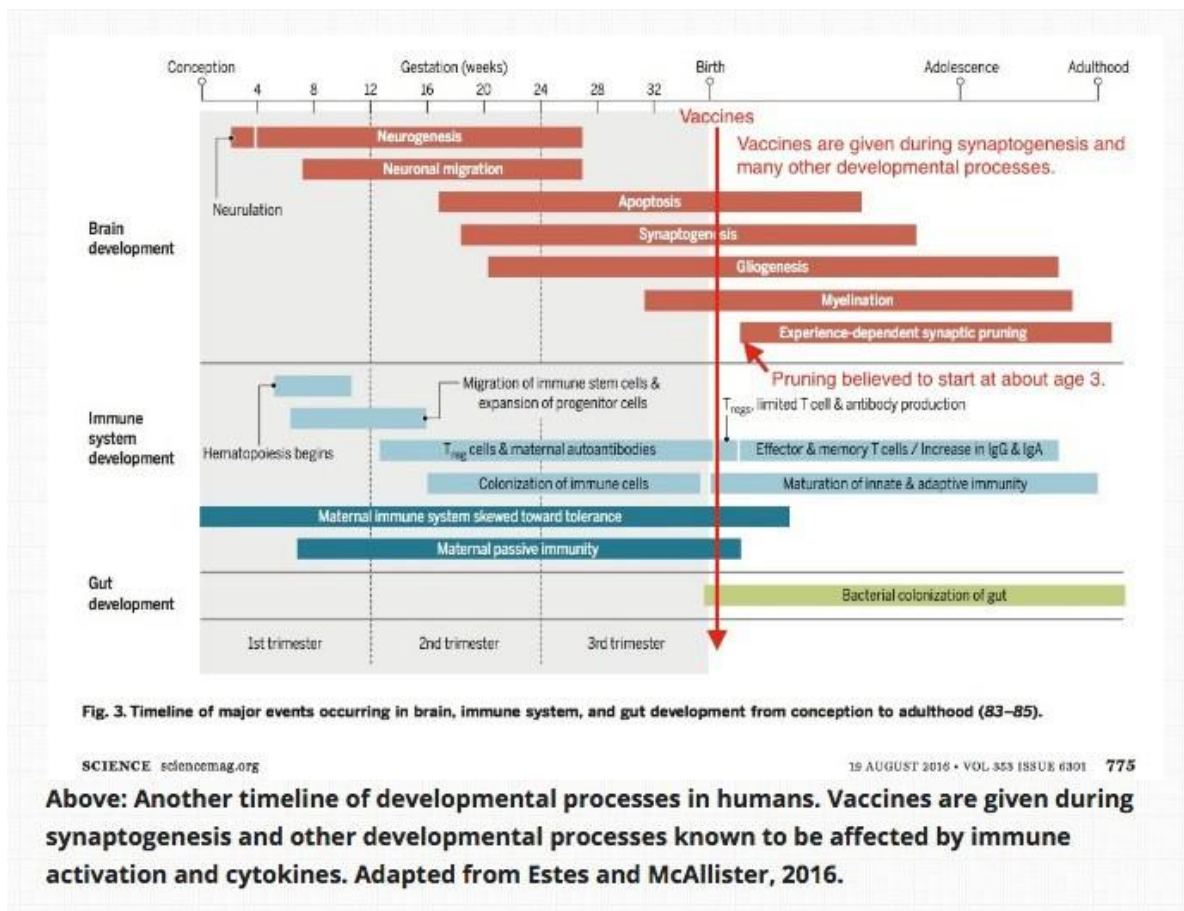 Conception
Gestation (weeks)
Birth
Adolescence
Adulthood
4
8
12
16
20
24
28
32
Vaccines
Vaccines are given during synaptogenesis and
many other developmental processes.
Neurogenesis
Neuronal migration
Neurulation
Apoptosis
Brain
development
Synaptogenesis
Gliogenesis
Myelination
Experience-dependent synaptic pruning
Pruning believed to start at about age 3.
Migration of immune stem cells &
expansion of progenitor cells
Tregs, limited T cell & antibody production
Immune
system
development
Hematopoiesis begins
Treg cells & maternal autoantibodies
Effector & memory T cells / Increase in IgG & IgA
Colonization of immune cells
Maturation of innate & adaptive immunity
Maternal immune system skewed toward tolerance
Maternal passive immunity
Gut
development
Bacterial colonization of gut
1st trimester
2nd trimester
3rd trimester
Fig. 3. Timeline of major events occurring in brain, immune system, and gut development from conception to adulthood (83–85).
SCIENCE sciencemag.org
19 AUGUST 2016 • VOL 353 ISSUE 6301 775
Above: Another timeline of developmental processes in humans. Vaccines are given during
synaptogenesis and other developmental processes known to be affected by immune
activation and cytokines. Adapted from Estes and McAllister, 2016.